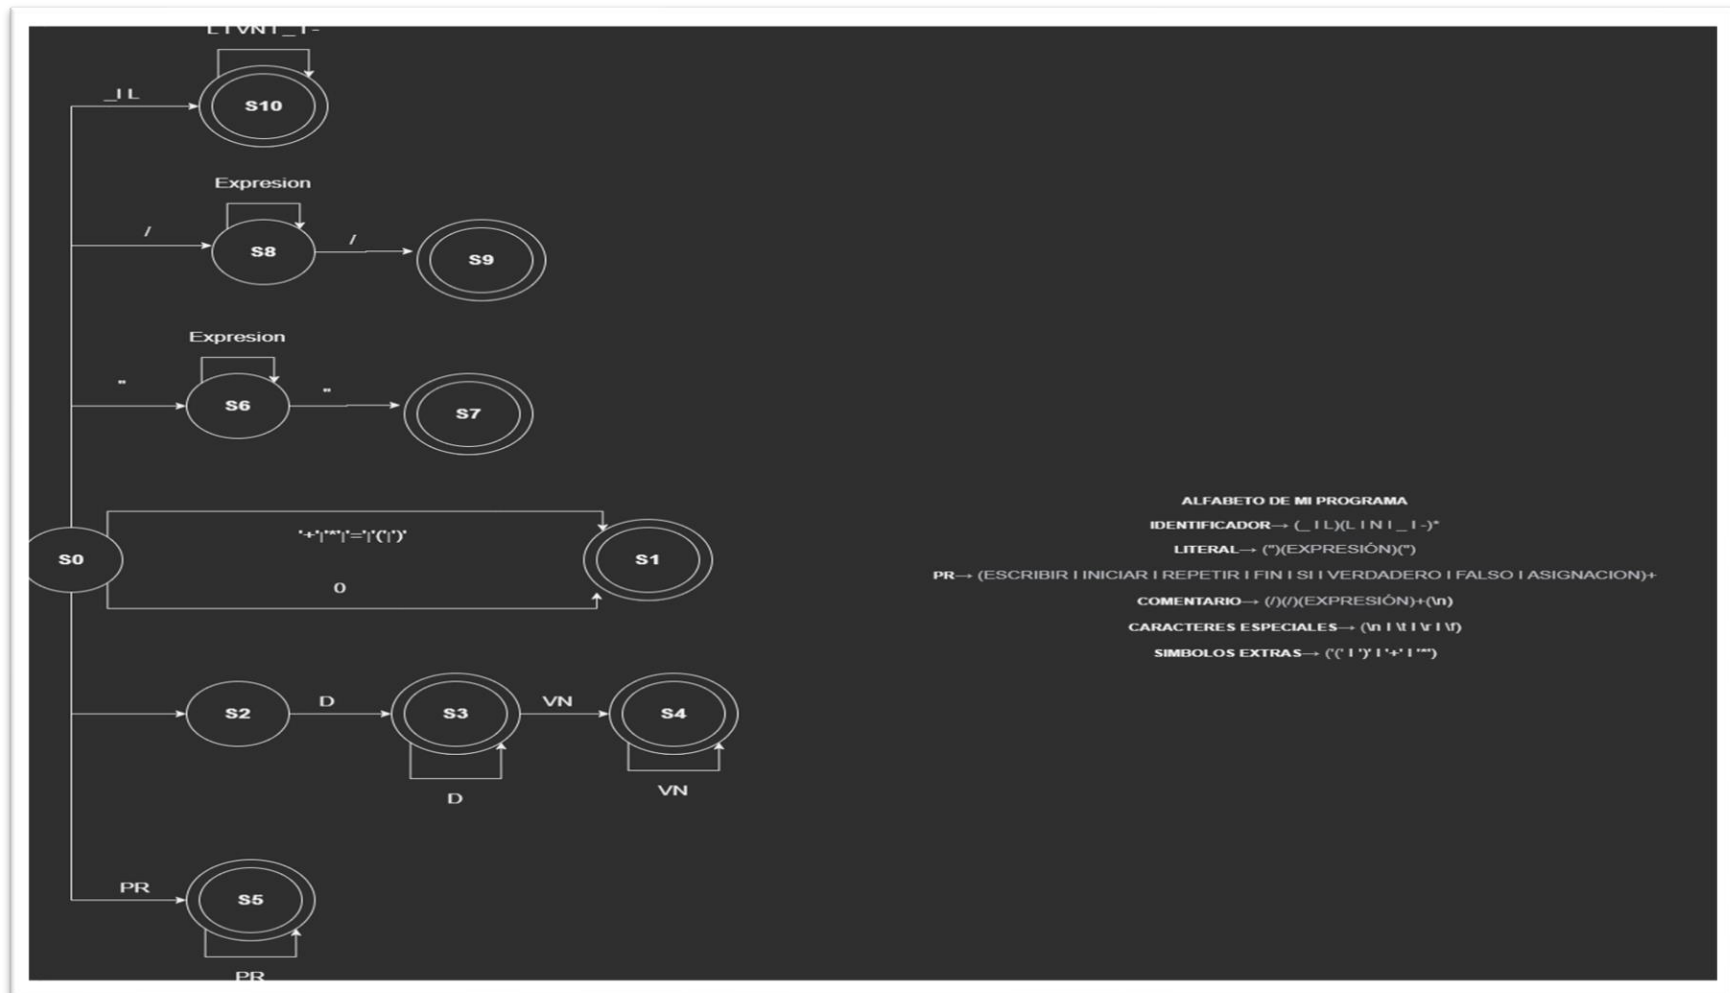 L I VN I _ I -
_I L
S10
Expresion
/
S8
/
S9
Expresion
"
S6
"
S7
S0
'+'|'*'|'='|'('|')'
0
S1
S2
D
S3
VN
S4
D
VN
PR
S5
PR
ALFABETO DE MI PROGRAMA
IDENTIFICADOR→ (_ I L)(L I N I _ I -)*
LITERAL→ (")(EXPRESIÓN)(")
PR→ (ESCRIBIR I INICIAR I REPETIR I FIN I SI I VERDADERO I FALSO I ASIGNACION)+
COMENTARIO→ (/)(/)(EXPRESIÓN)+(\n)
CARACTERES ESPECIALES→ (\n I \t I \r I \f)
SIMBOLOS EXTRAS→ ('(' I ')' I '+' I '*')